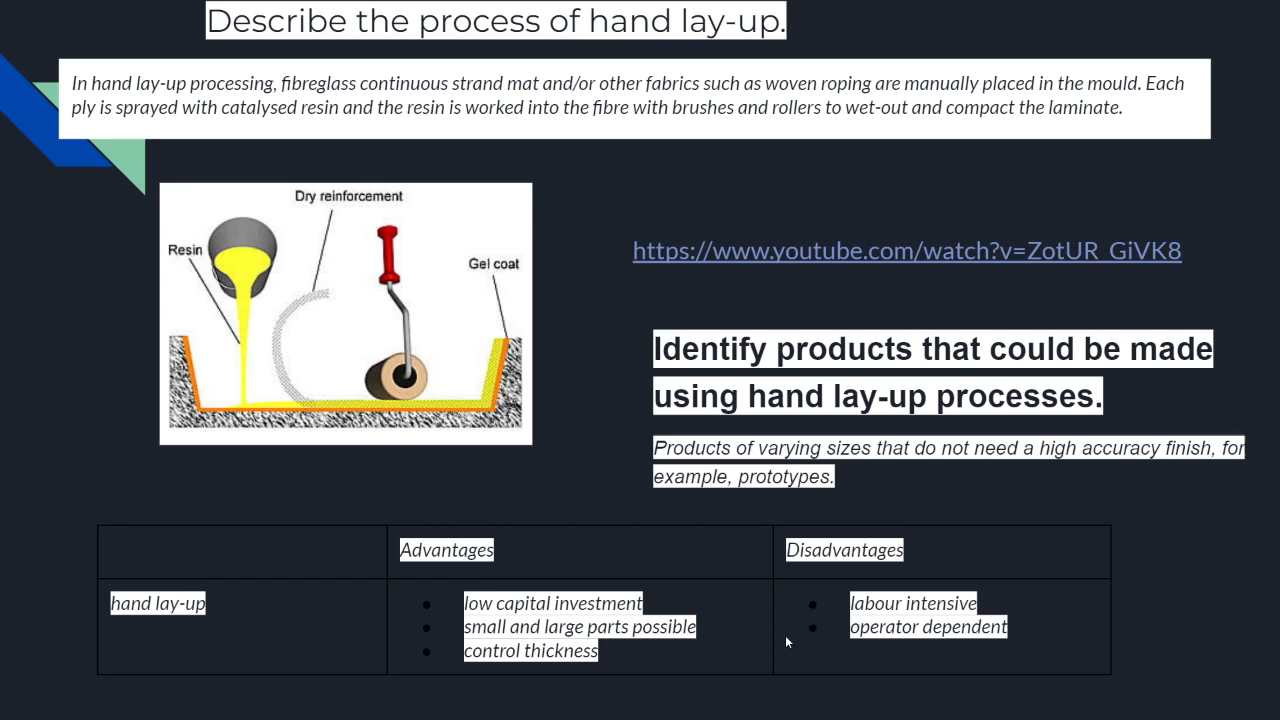 Describe the process of hand lay-up.
In hand lay-up processing, fibreglass continuous strand mat and/or other fabrics such as woven roping are manually placed in the mould. Each
ply is sprayed with catalysed resin and the resin is worked into the fibre with brushes and rollers to wet-out and compact the laminate.
Dry reinforcement
Resin
Gel coat
https://www.youtube.com/watch?v=ZotUR_GiVK8
Identify products that could be made
using hand lay-up processes.
Products of varying sizes that do not need a high accuracy finish, for
example, prototypes.
Advantages
Disadvantages
hand lay-up
low capital investment
small and large parts possible
control thickness
labour intensive
operator dependent